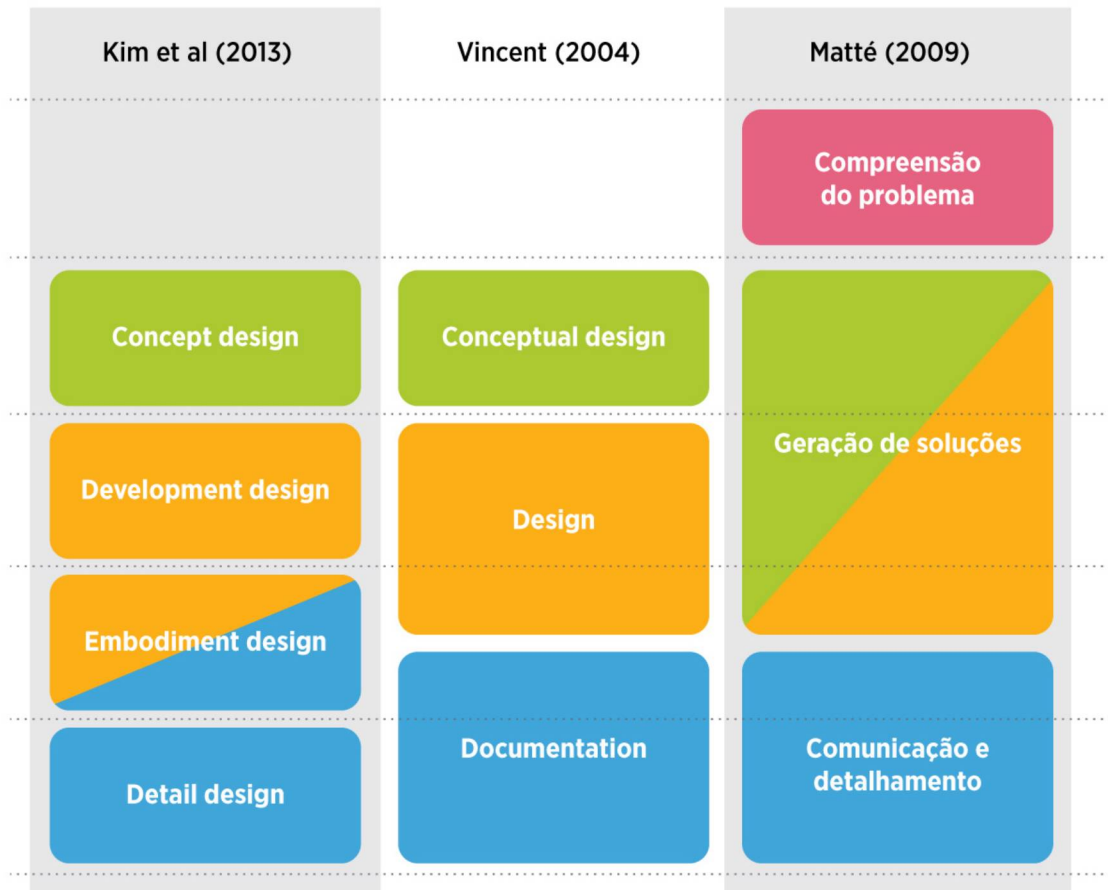 Kim et al (2013)
Vincent (2004)
Matté (2009)
Compreensão
do problema
Concept design
Conceptual design
Geração de soluções
Development design
Design
Embodiment design
Documentation
Comunicação e
detalhamento
Detail design